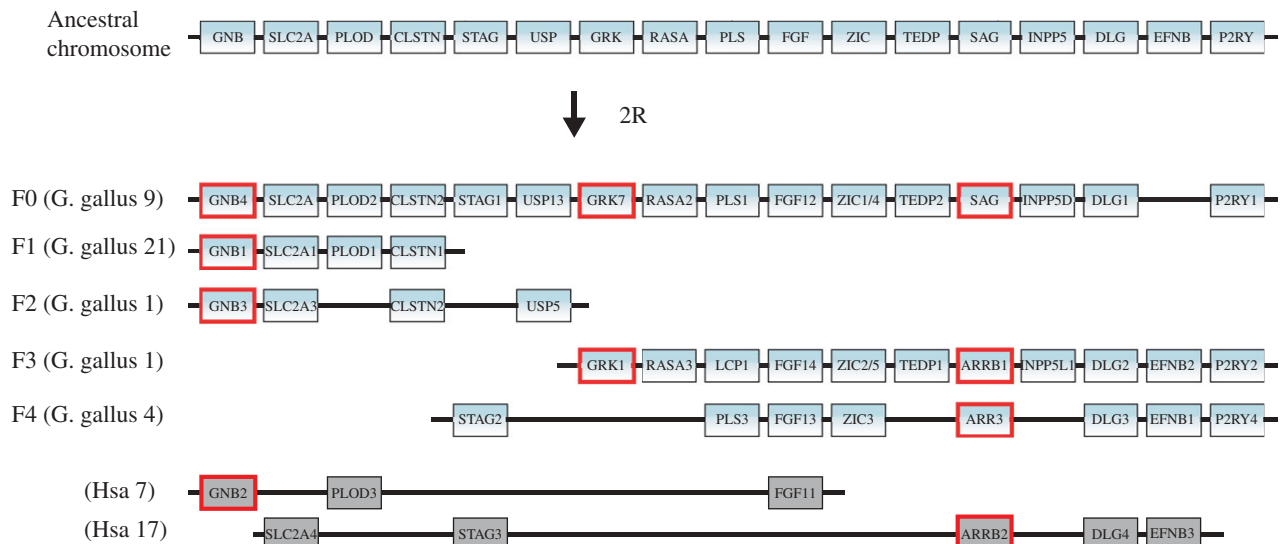 Ancestral
chromosome
GNB SLC2A PLOD CLSTN STAG USP GRK RASA PLS FGF ZIC TEDP SAG INPP5 DLG EFNB P2RY
2R
F0 (G. gallus 9) GNB4 SLC2A PLOD2 CLSTN2 STAG1 USP13 GRK7 RASA2 PLS1 FGF12 ZIC1/4 TEDP2 SAG INPP5D DLG1 P2RY1
F1 (G. gallus 21) GNB1 SLC2A1 PLOD1 CLSTN1
F2 (G. gallus 1) GNB3 SLC2A3 CLSTN2 USP5
F3 (G. gallus 1) GRK1 RASA3 LCP1 FGF14 ZIC2/5 TEDP1 ARRB1 INPP5L1 DLG2 EFNB2 P2RY2
F4 (G. gallus 4) STAG2 PLS3 FGF13 ZIC3 ARR3 DLG3 EFNB1 P2RY4
(Hsa 7) GNB2 PLOD3 FGF11
(Hsa 17) SLC2A4 STAG3 ARRB2 DLG4 EFNB3